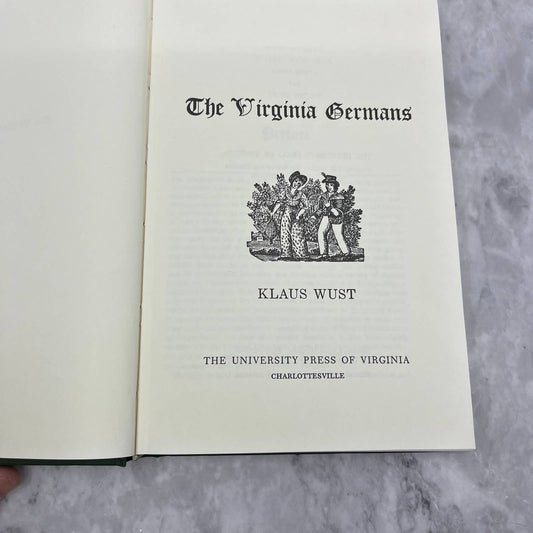 The Virginia Germans
KLAUS WUST
THE UNIVERSITY PRESS OF VIRGINIA
CHARLOTTESVILLE